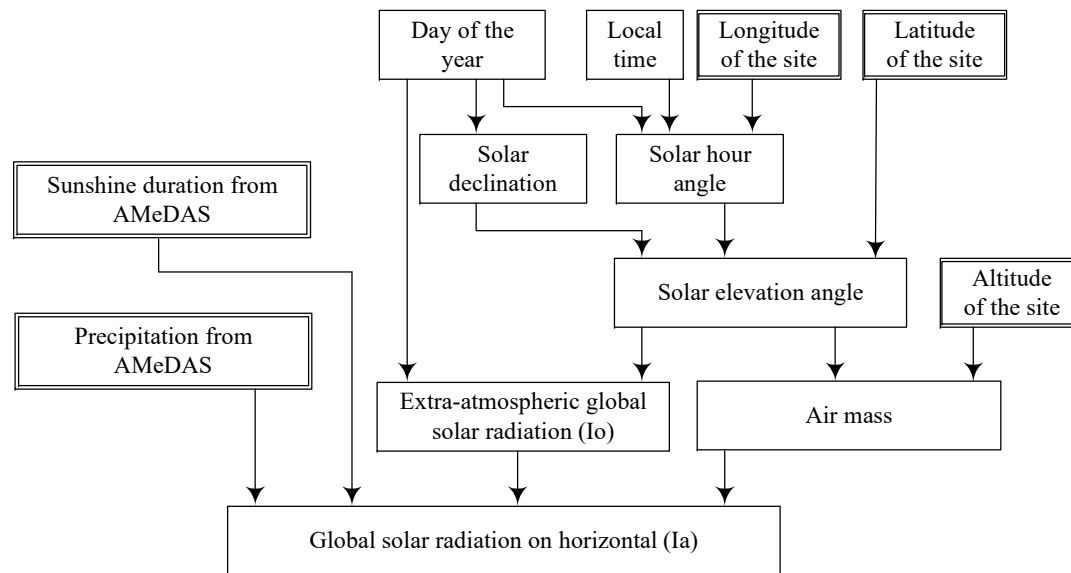 Day of the
year
Local
time
Longitude
of the site
Latitude
of the site
Solar
declination
Solar hour
angle
Sunshine duration from
AMeDAS
Solar elevation angle
Altitude
of the site
Precipitation from
AMeDAS
Extra-atmospheric global
solar radiation (Io)
Air mass
Global solar radiation on horizontal (Ia)